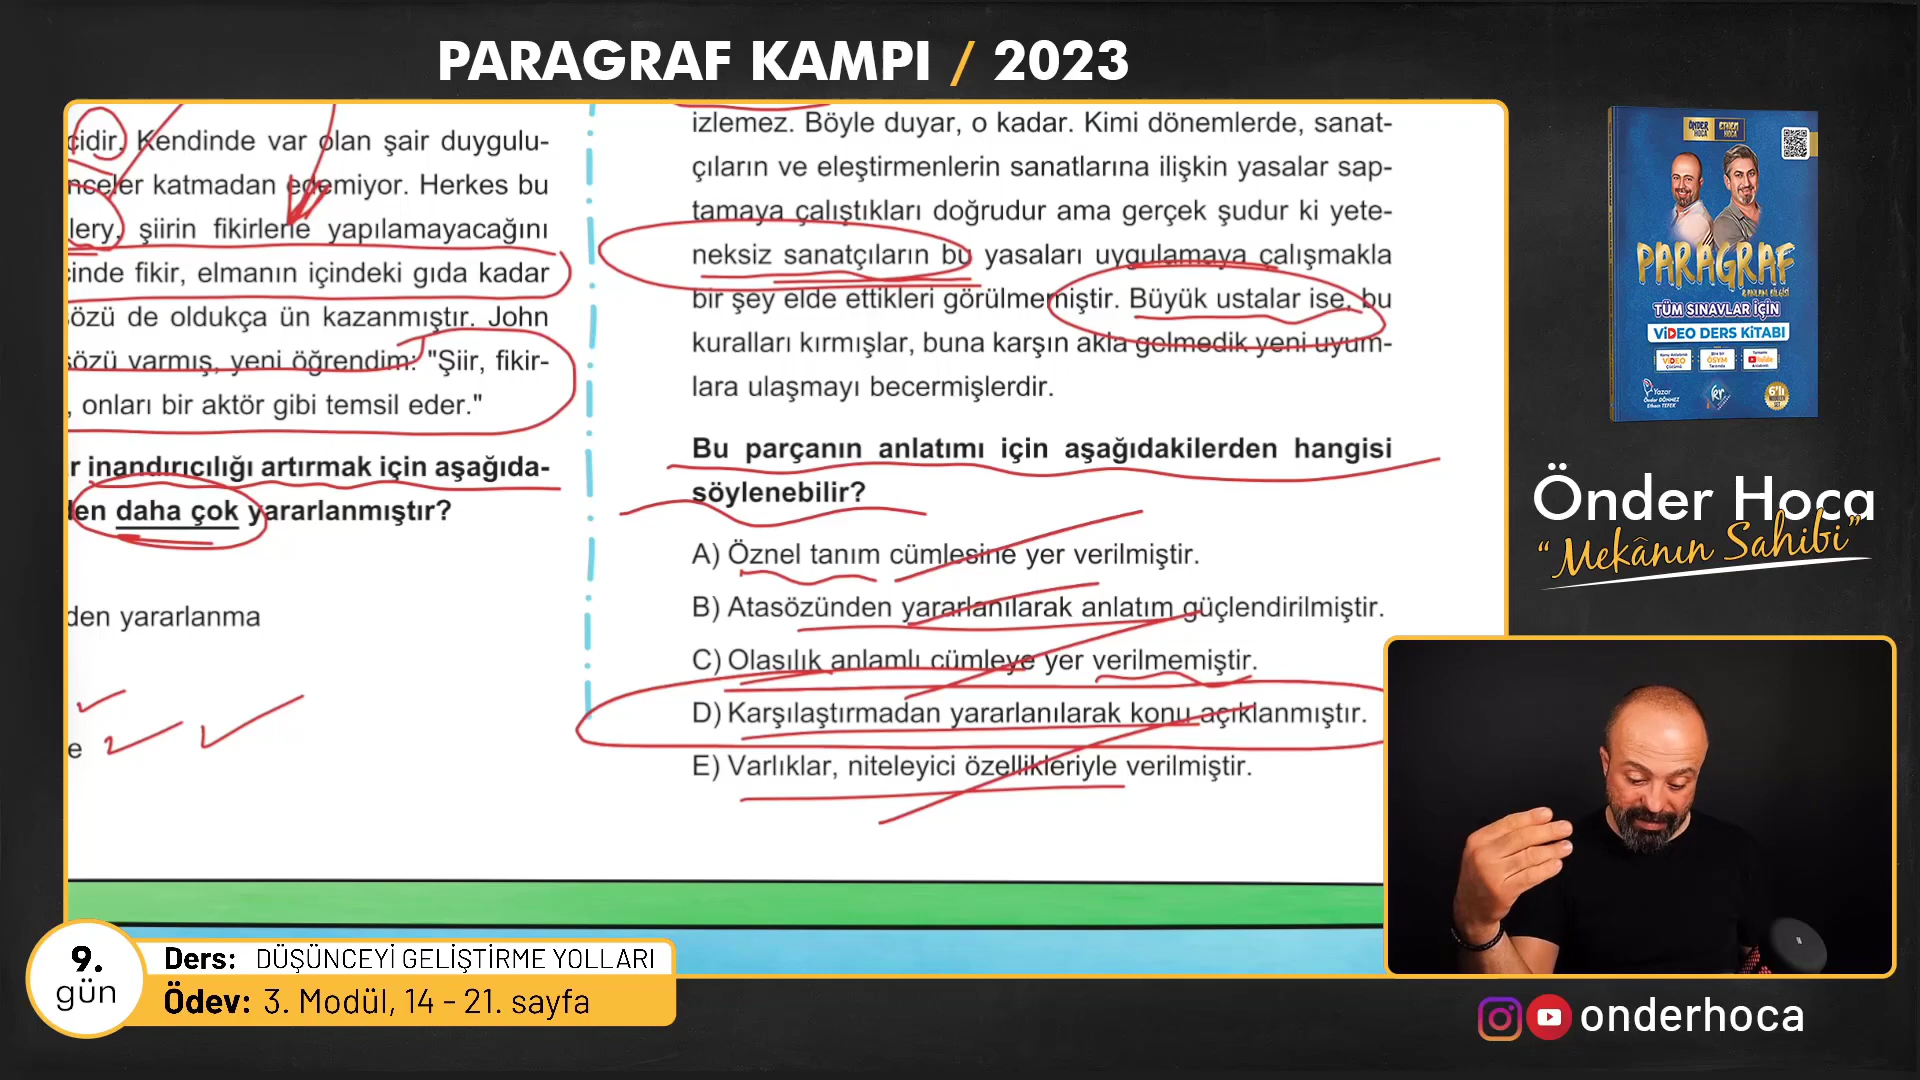 PARAGRAF KAMPI / 2023
cidir. Kendinde var olan şair duygulu-
nceler katmadan edemiyor. Herkes bu
lery, şiirin fikirlerle yapılamayacağını
çinde fikir, elmanın içindeki gıda kadar
sözü de oldukça ün kazanmıştır. John
sözü varmış, yeni öğrendim: "Şiir, fikir-
, onları bir aktör gibi temsil eder."
r inandırıcılığı artırmak için aşağıda-
den daha çok yararlanmıştır?
den yararlanma
e
izlemez. Böyle duyar, o kadar. Kimi dönemlerde, sanat-
çıların ve eleştirmenlerin sanatlarına ilişkin yasalar sap-
tamaya çalıştıkları doğrudur ama gerçek şudur ki yete-
neksiz sanatçıların bu yasaları uygulamaya çalışmakla
bir şey elde ettikleri görülmemiştir. Büyük ustalar ise, bu
kuralları kırmışlar, buna karşın akla gelmedik yeni uyum-
lara ulaşmayı becermişlerdir.
Bu parçanın anlatımı için aşağıdakilerden hangisi
söylenebilir?
A) Öznel tanım cümlesine yer verilmiştir.
B) Atasözünden yararlanılarak anlatım güçlendirilmiştir.
C) Olasılık anlamlı cümleye yer verilmemiştir.
D) Karşılaştırmadan yararlanılarak konu açıklanmıştır.
E) Varlıklar, niteleyici özellikleriyle verilmiştir.
ÖNDER HOCA
PARAGRAF
TÜM SINAVLAR İÇİN
VİDEO DERS KİTABI
Yazar
Önder Hoca
"Mekânın Sahibi"
9.
gün
Ders: DÜŞÜNCEYİ GELİŞTİRME YOLLARI
Ödev: 3. Modül, 14 - 21. sayfa
onderhoca